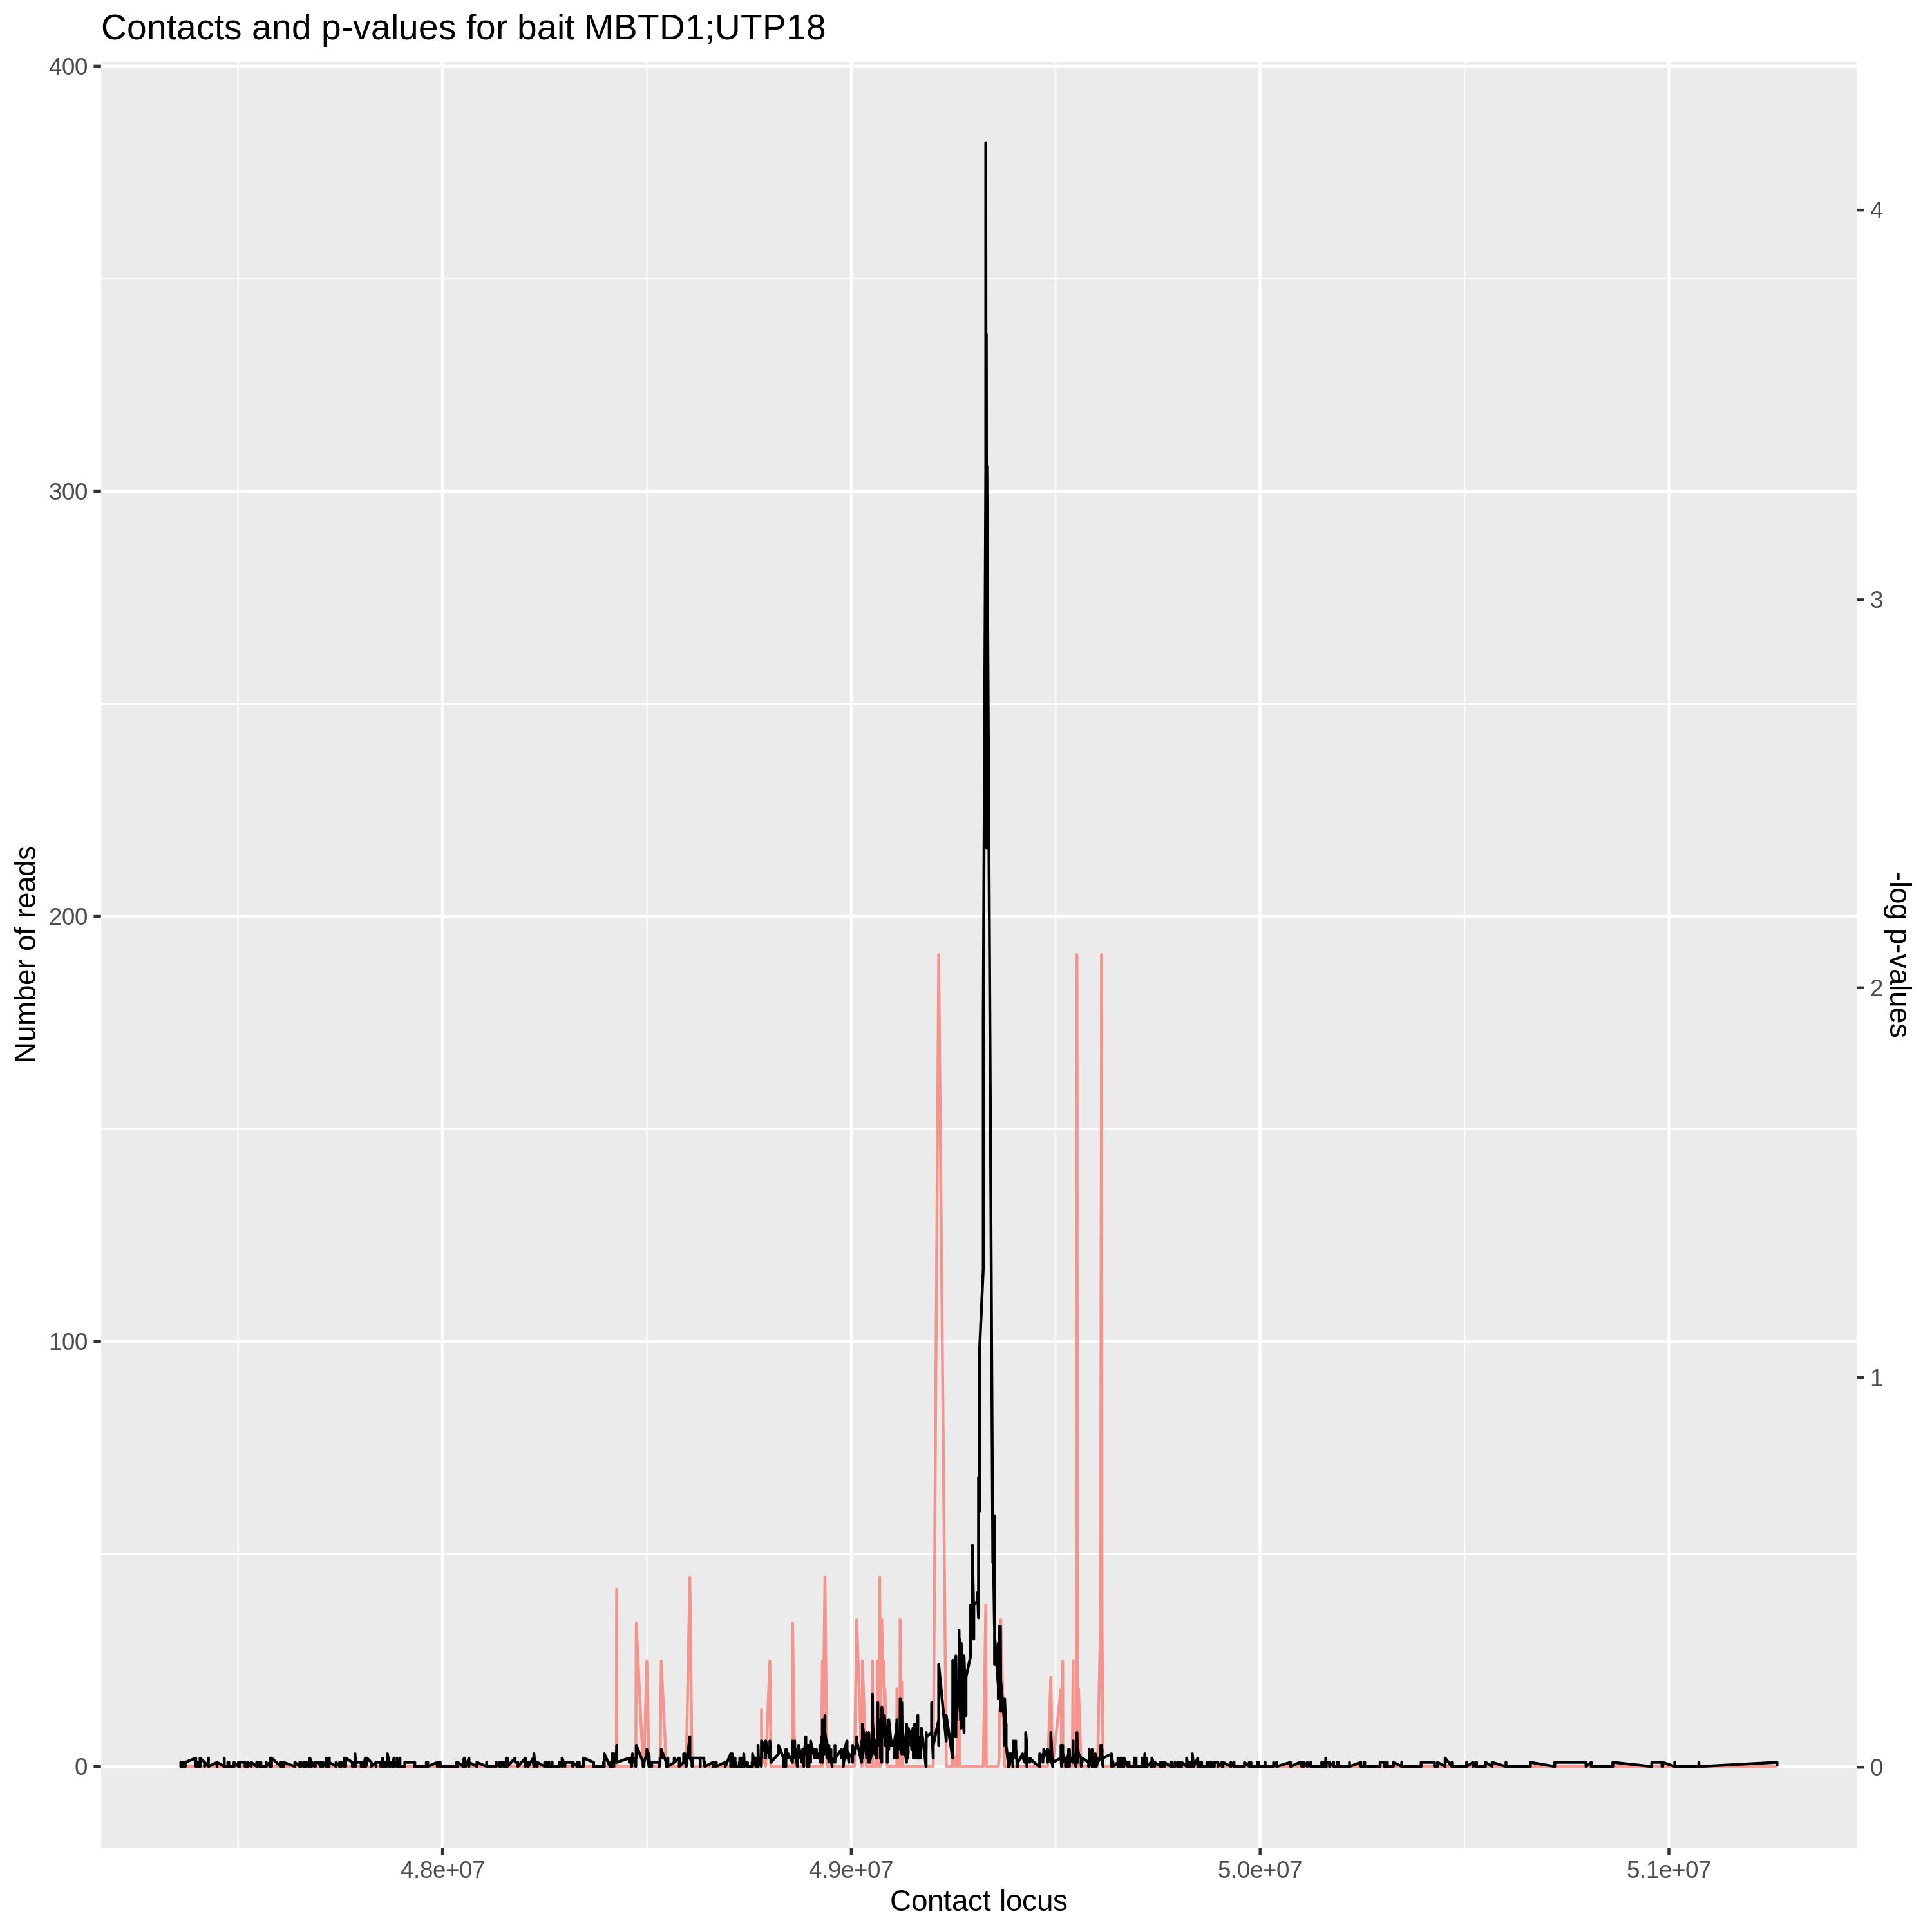 Contacts and p-values for bait MBTD1;UTP18
400
300
200
100
0
Number of reads
4
3
2
1
0
-log p-values
4.8e+07
4.9e+07
5.0e+07
5.1e+07
Contact locus